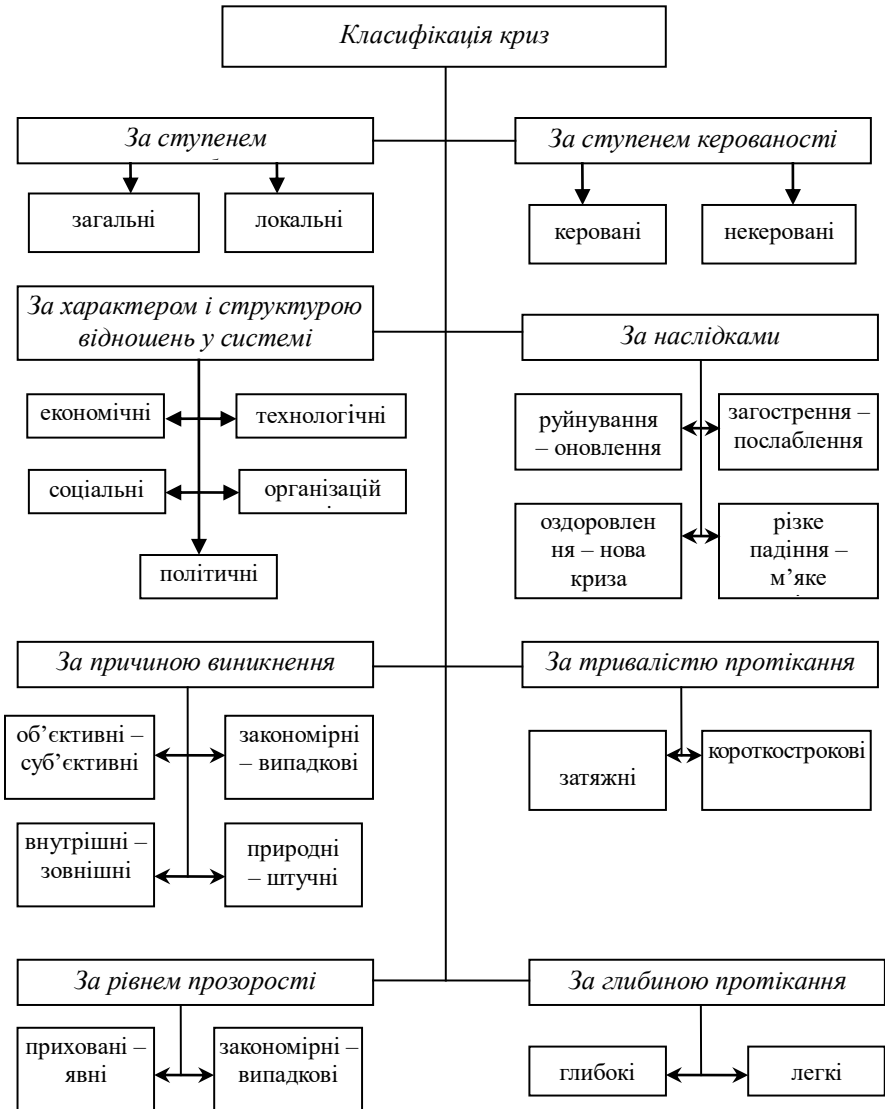 Класифікація криз
За ступенем
За ступенем керованості
загальні
локальні
керовані
некеровані
За характером і структурою
відношень у системі
За наслідками
економічні
технологічні
соціальні
організацій
політичні
руйнування
– оновлення
загострення –
послаблення
оздоровлен
ня – нова
криза
різке
падіння –
м’яке
За причиною виникнення
За тривалістю протікання
об’єктивні –
суб’єктивні
закономірні
– випадкові
внутрішні –
зовнішні
природні
– штучні
затяжні
короткострокові
За рівнем прозорості
За глибиною протікання
приховані –
явні
закономірні –
випадкові
глибокі
легкі